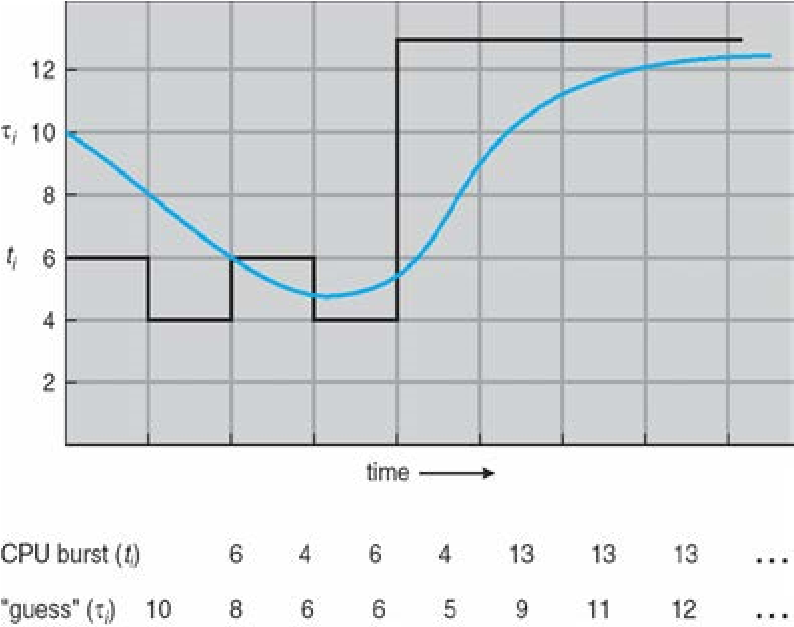 12
τi 10
8
ti 6
4
2
time
CPU burst (ti) 6 4 6 4 13 13 13 ...
"guess" (τi) 10 8 6 6 5 9 11 12 ...